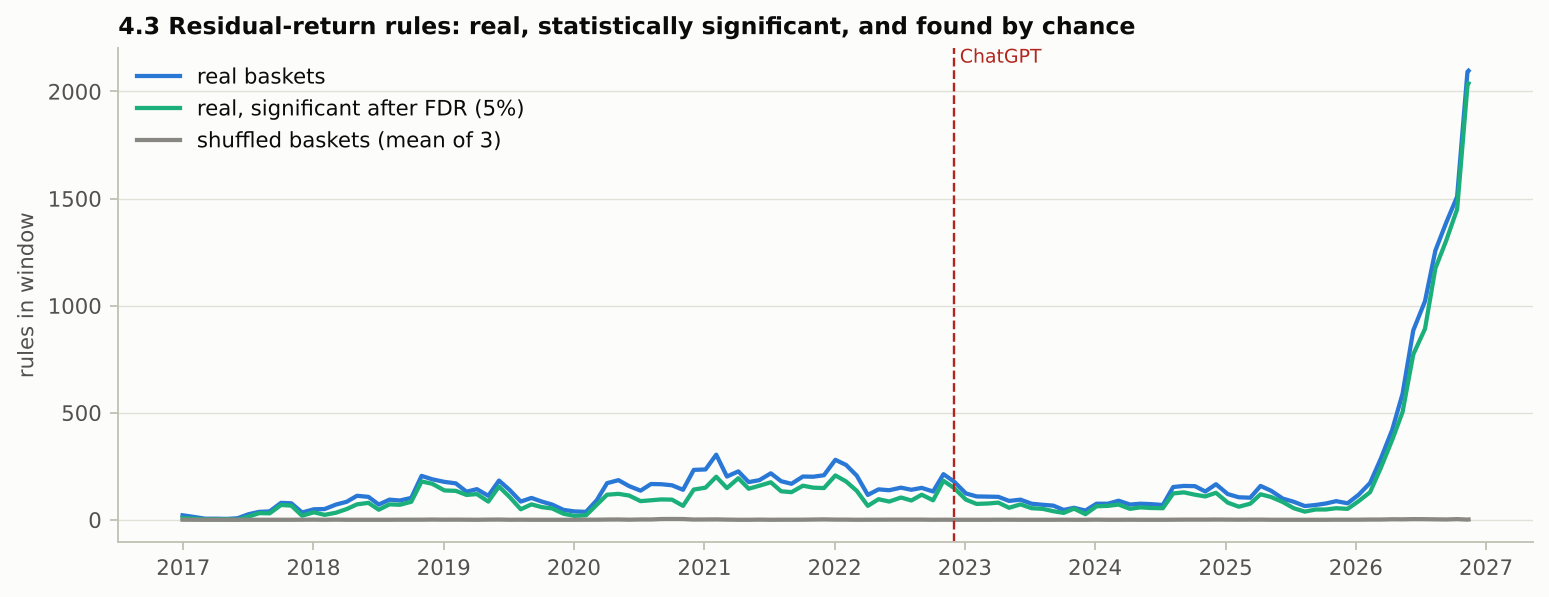 4.3 Residual-return rules: real, statistically significant, and found by chance
ChatGPT
real baskets
real, significant after FDR (5%)
shuffled baskets (mean of 3)
rules in window
2000
1500
1000
500
0
2017 2018 2019 2020 2021 2022 2023 2024 2025 2026 2027